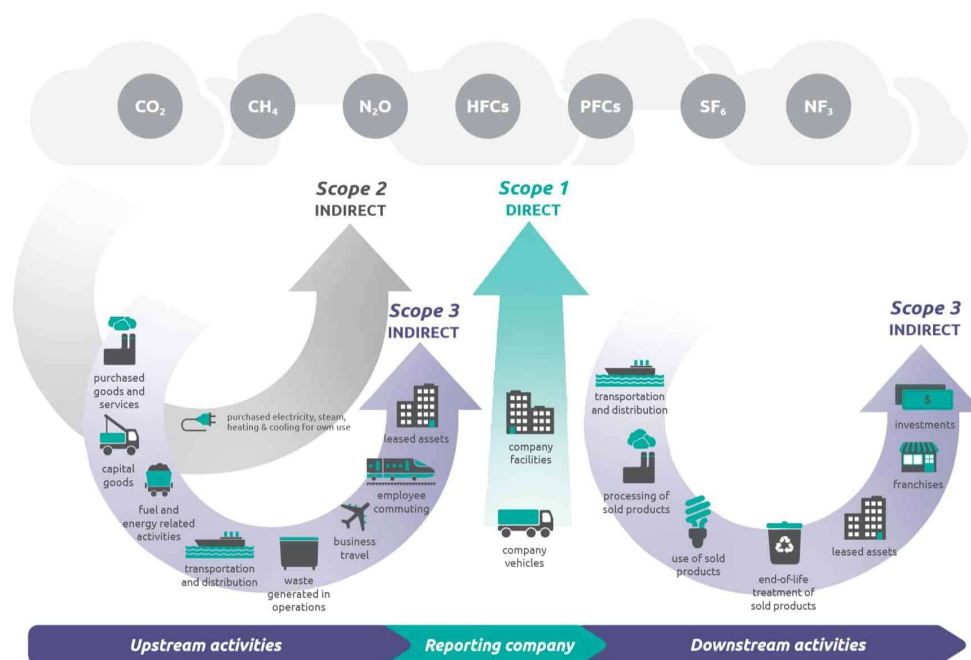 CO₂
CH₄
N₂O
HFCs
PFCs
SF₆
NF₃
Scope 2
INDIRECT
Scope 1
DIRECT
Scope 3
INDIRECT
Scope 3
INDIRECT
purchased
goods and
services
capital
goods
fuel and
energy related
activities
transportation
and distribution
waste
generated in
operations
business
travel
employee
commuting
leased assets
purchased electricity, steam,
heating & cooling for own use
company
facilities
company
vehicles
transportation
and distribution
processing of
sold products
use of sold
products
end-of-life
treatment of
sold products
leased assets
franchises
$
investments
Upstream activities
Reporting company
Downstream activities